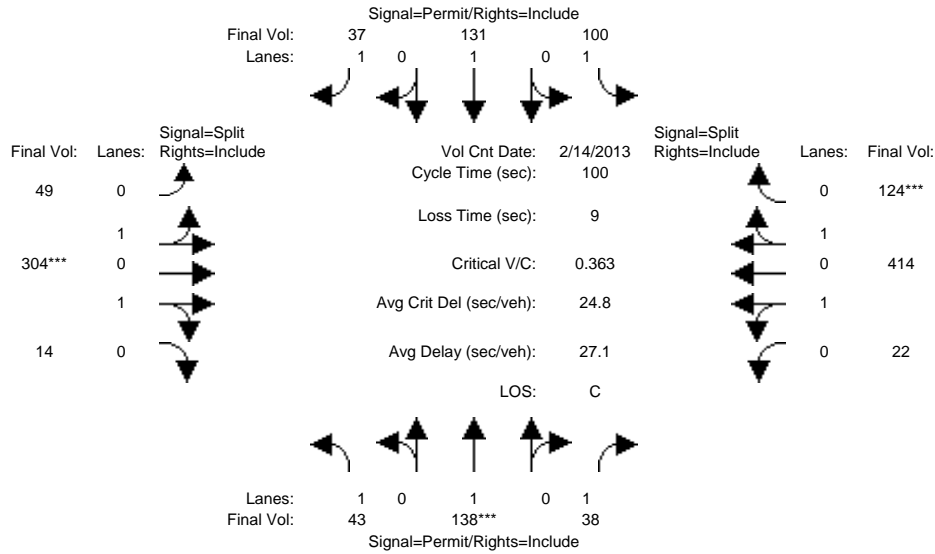 Signal=Permit/Rights=Include
Final Vol: 37 131 100
Lanes: 1 0 1 0 1
Signal=Split
Final Vol: Lanes: Rights=Include
Vol Cnt Date: 2/14/2013
Signal=Split
Rights=Include Lanes: Final Vol:
Cycle Time (sec): 100
49 0
0 124***
Loss Time (sec): 9
1
1
304*** 0
Critical V/C: 0.363
0 414
1
Avg Crit Del (sec/veh): 24.8
1
14 0
Avg Delay (sec/veh): 27.1
0 22
LOS: C
Lanes: 1 0 1 0 1
Final Vol: 43 138*** 38
Signal=Permit/Rights=Include